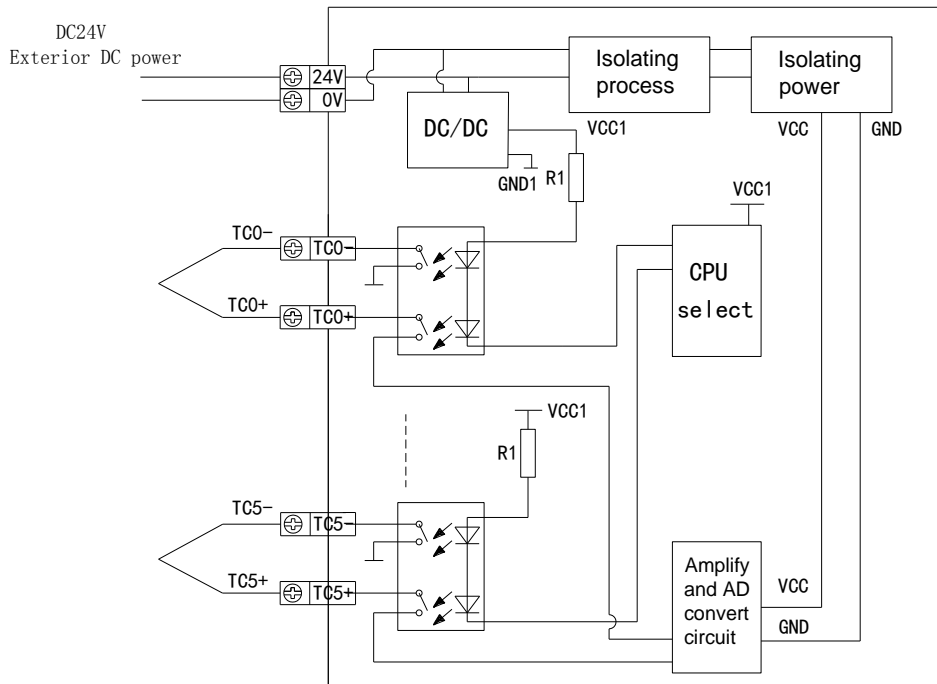 DC24V
Exterior DC power
24V
0V
Isolating
process
Isolating
power
DC/DC
VCC1
VCC
GND
GND1
R1
VCC1
TC0-
TC0-
CPU
select
TC0+
TC0+
VCC1
R1
TC5-
TC5-
TC5+
TC5+
Amplify
and AD
convert
circuit
VCC
GND